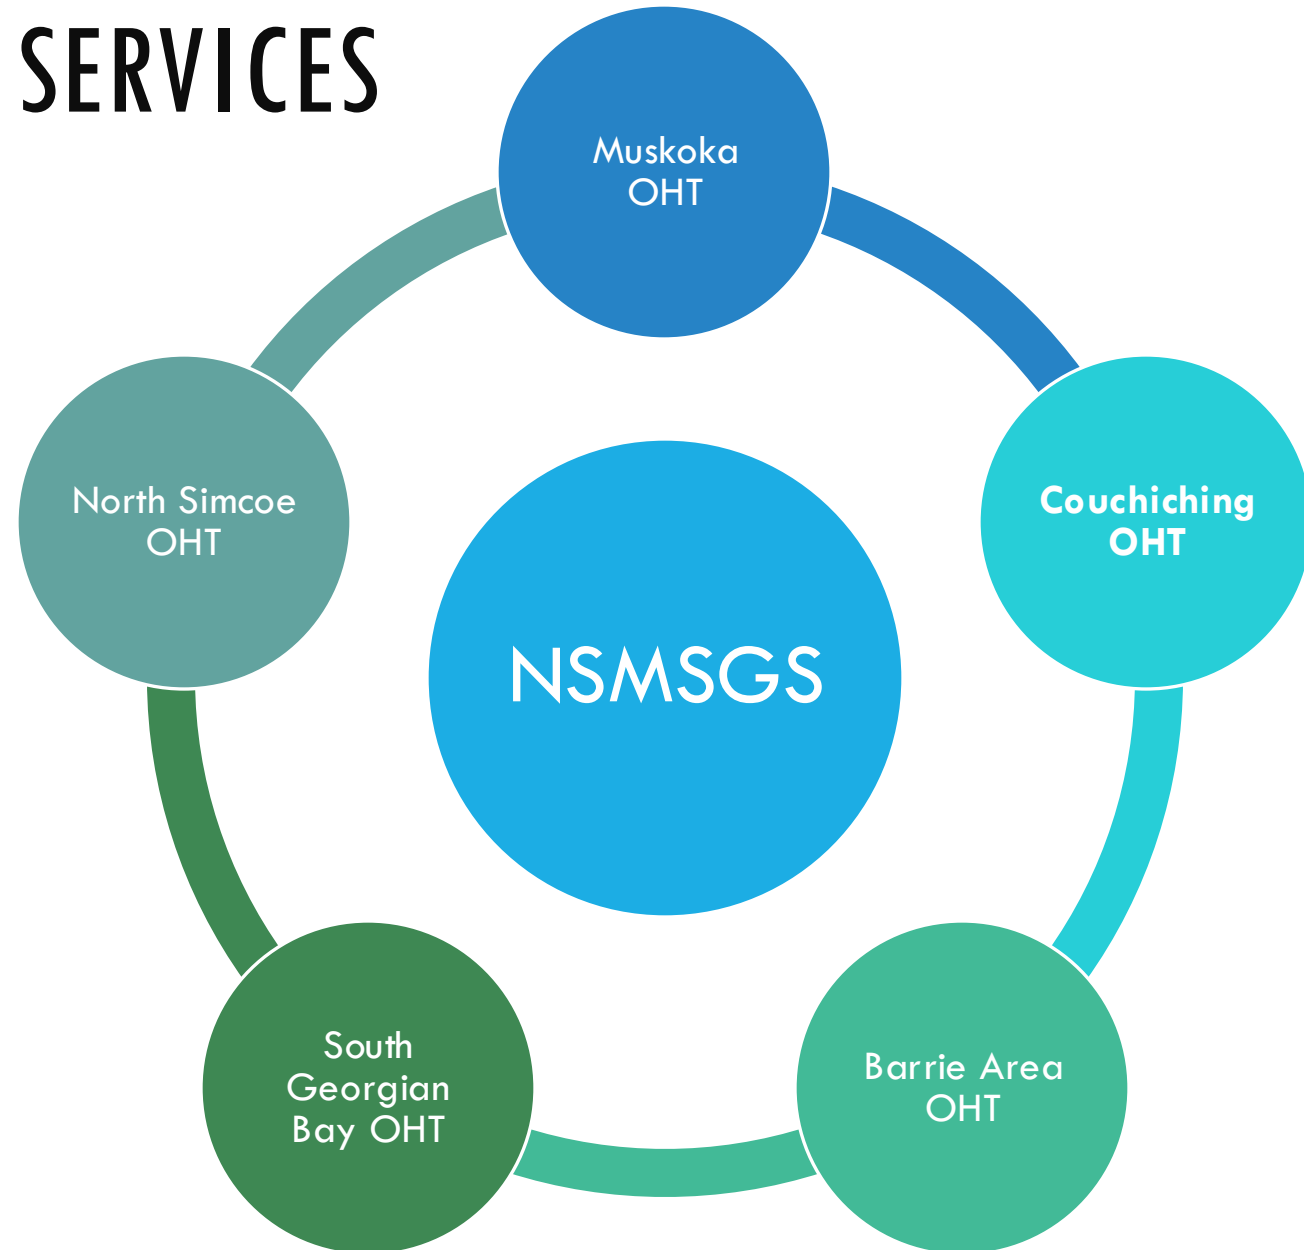 SERVICES
Muskoka
OHT
North Simcoe
OHT
Couchiching
OHT
NSMSGS
South
Georgian
Bay OHT
Barrie Area
OHT